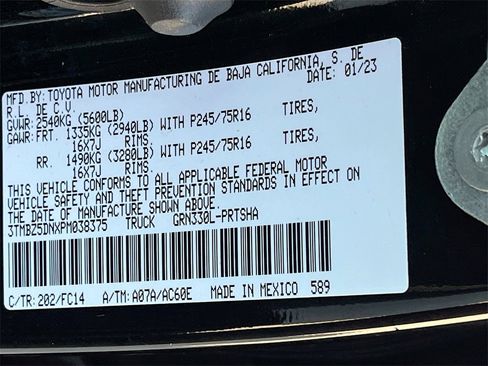 MFD.BY:TOYOTA MOTOR MANUFACTURING DE BAJA CALIFORNIA, S. DE
R.L. DE C.V. DATE: 01/23
GVWR:2540KG (5600LB)
GAWR:FRT. 1335KG (2940LB) WITH P245/75R16 TIRES,
16X7J RIMS.
RR. 1490KG (3280LB) WITH P245/75R16 TIRES,
16X7J RIMS.
THIS VEHICLE CONFORMS TO ALL APPLICABLE FEDERAL MOTOR
VEHICLE SAFETY AND THEFT PREVENTION STANDARDS IN EFFECT ON
THE DATE OF MANUFACTURE SHOWN ABOVE.
3TMBZ5DNXPM038375 TRUCK GRN330L-PRTSHA
C/TR:202/FC14 A/TM:A07A/AC60E MADE IN MEXICO 589